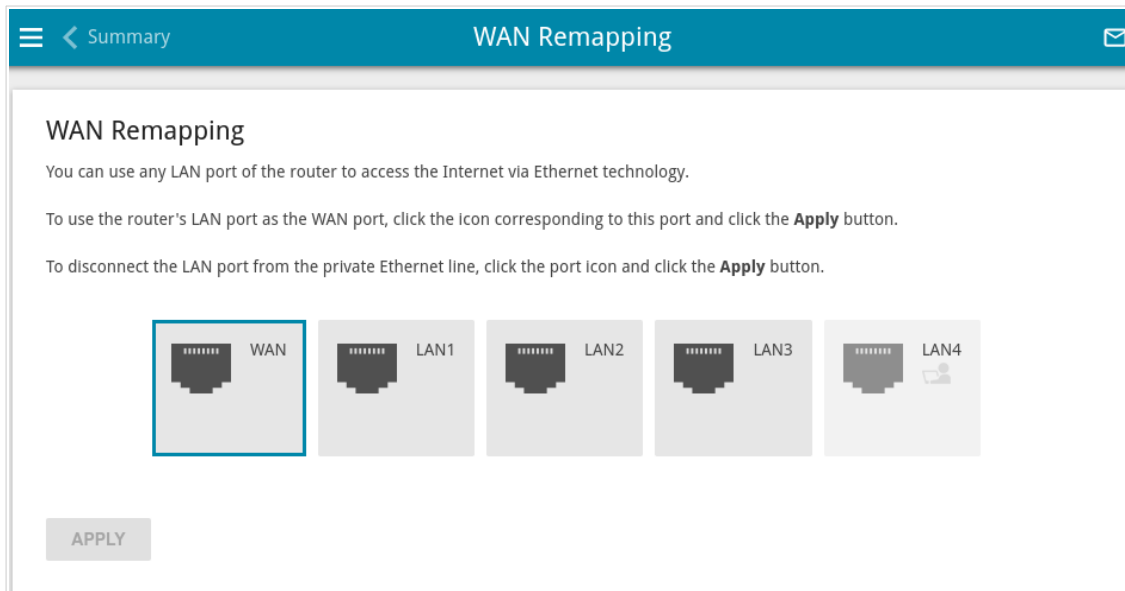 Summary
WAN Remapping
WAN Remapping
You can use any LAN port of the router to access the Internet via Ethernet technology.
To use the router's LAN port as the WAN port, click the icon corresponding to this port and click the Apply button.
To disconnect the LAN port from the private Ethernet line, click the port icon and click the Apply button.
WAN
LAN1
LAN2
LAN3
LAN4
APPLY